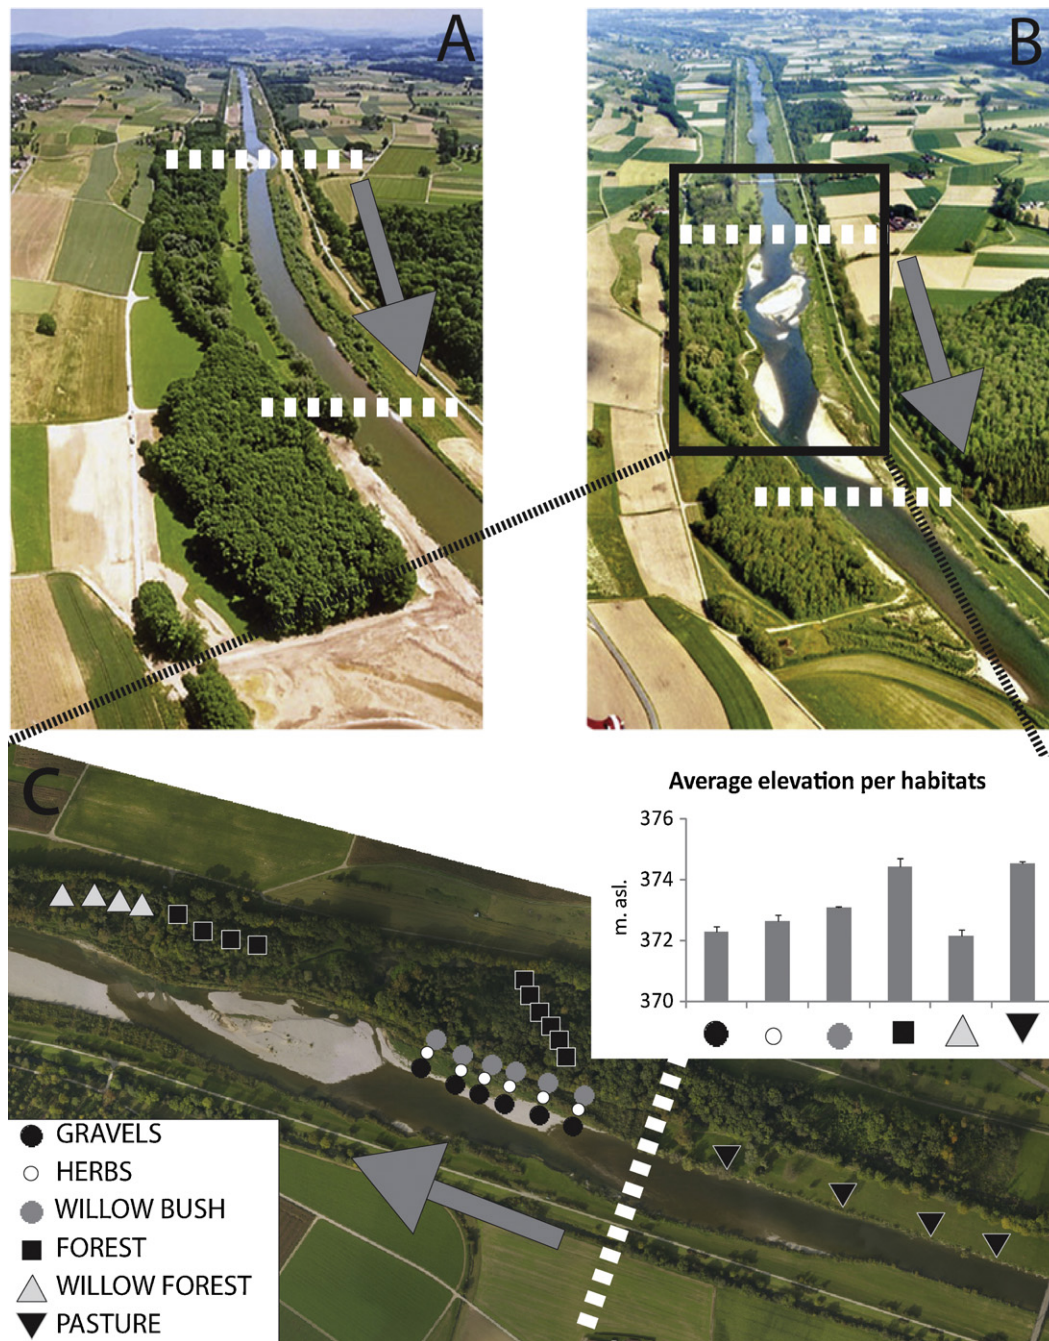 A
B
C
Average elevation per habitats
m. asl.
376
374
372
370
GRAVELS
HERBS
WILLOW BUSH
FOREST
WILLOW FOREST
PASTURE